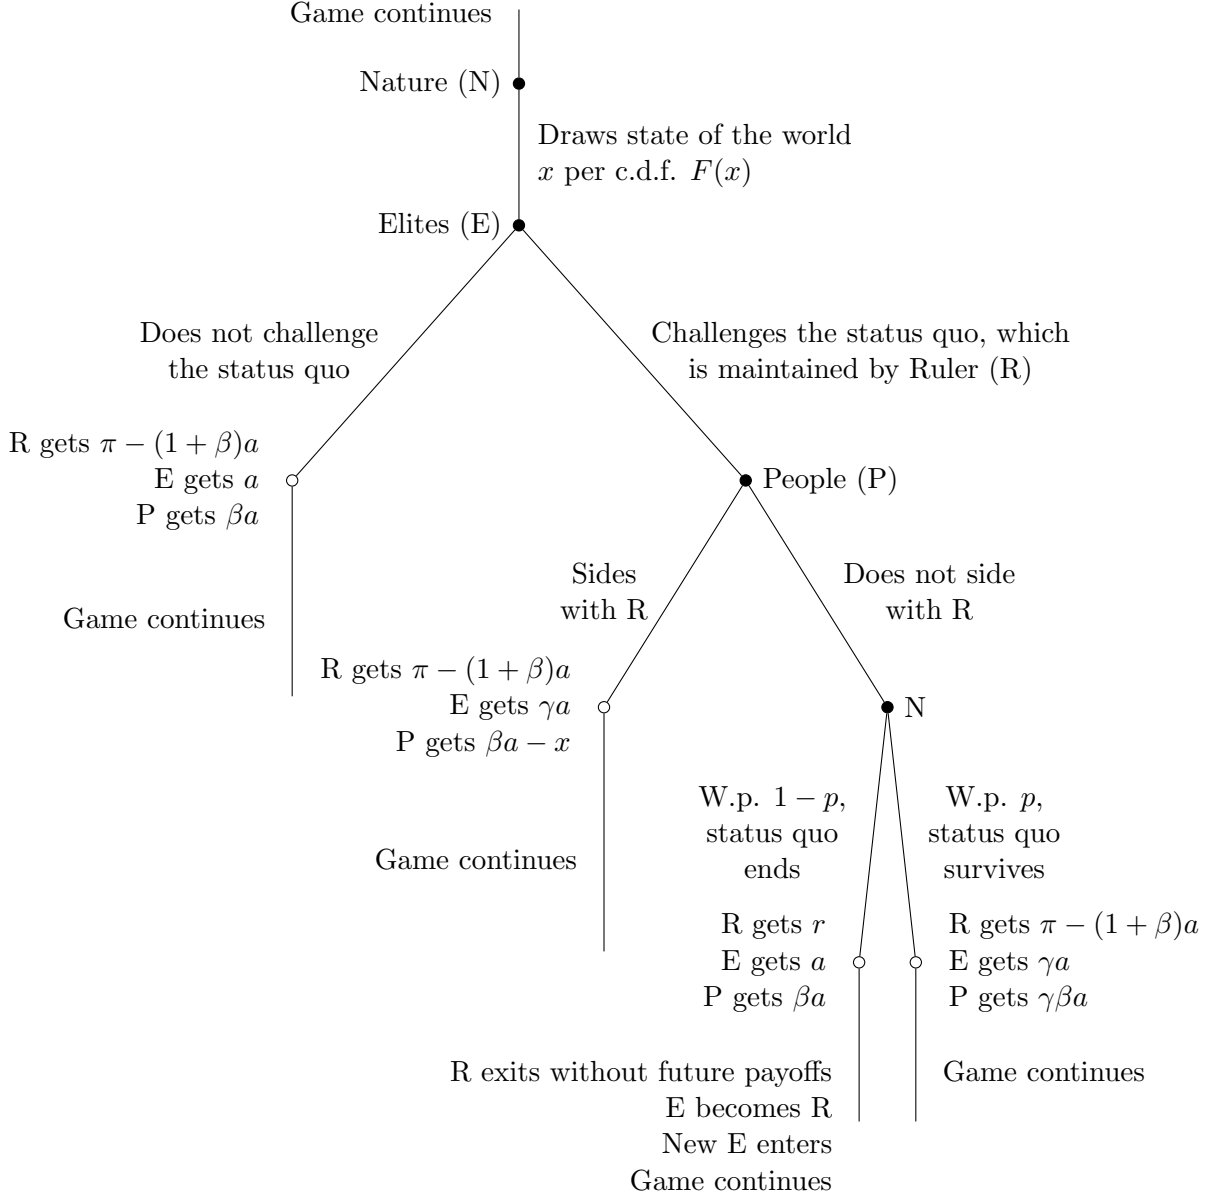 Game continues
Nature (N)
Draws state of the world
x per c.d.f. F(x)
Elites (E)
Does not challenge
the status quo
Challenges the status quo, which
is maintained by Ruler (R)
R gets π − (1 + β)a
E gets a
P gets βa
People (P)
Game continues
Sides
with R
Does not side
with R
R gets π − (1 + β)a
E gets γa
P gets βa − x
N
Game continues
W.p. 1 − p,
status quo
ends
W.p. p,
status quo
survives
R gets r
E gets a
P gets βa
R gets π − (1 + β)a
E gets γa
P gets γβa
R exits without future payoffs
E becomes R
New E enters
Game continues
Game continues